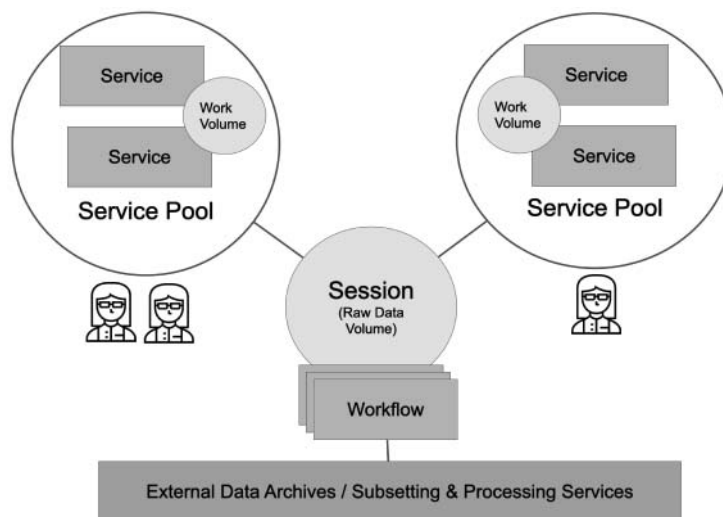 Service
Work
Volume
Service
Service Pool
Service
Work
Volume
Service
Service Pool
Session
(Raw Data
Volume)
Workflow
External Data Archives / Subsetting & Processing Services